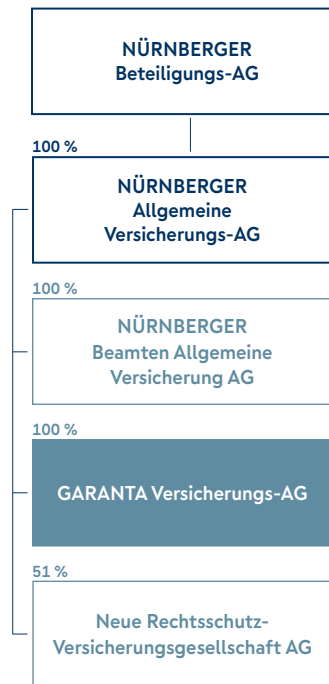 NÜRNBERGER
Beteiligungs-AG
100 %
NÜRNBERGER
Allgemeine
Versicherungs-AG
100 %
NÜRNBERGER
Beamten Allgemeine
Versicherung AG
100 %
GARANTA Versicherungs-AG
51 %
Neue Rechtsschutz-
Versicherungsgesellschaft AG